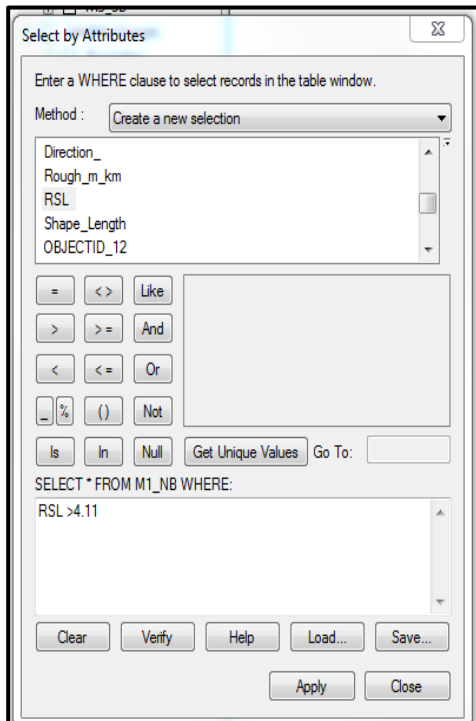 Select by Attributes
Enter a WHERE clause to select records in the table window.
Method : Create a new selection
Direction_
Rough_m_km
RSL
Shape_Length
OBJECTID_12
= < > Like
> > = And
< < = Or
_ % () Not
Is In Null Get Unique Values Go To:
SELECT * FROM M1_NB WHERE:
RSL >4.11
Clear Verify Help Load... Save...
Apply Close